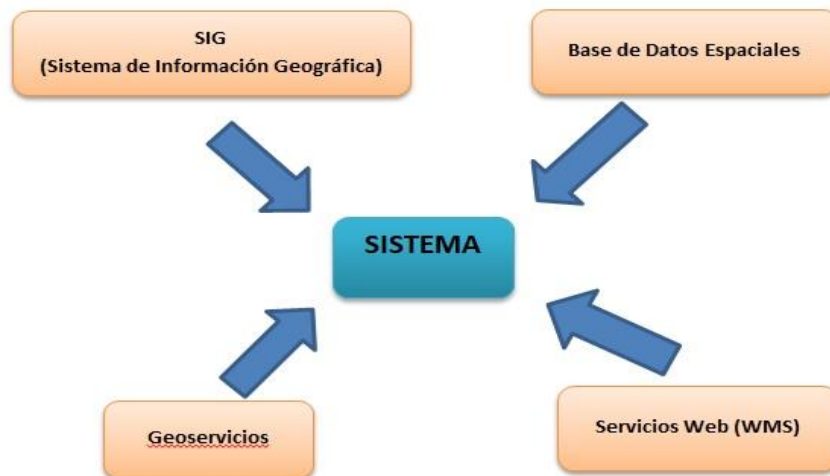 SIG
(Sistema de Información Geográfica)
Base de Datos Espaciales
SISTEMA
Geoservicios
Servicios Web (WMS)